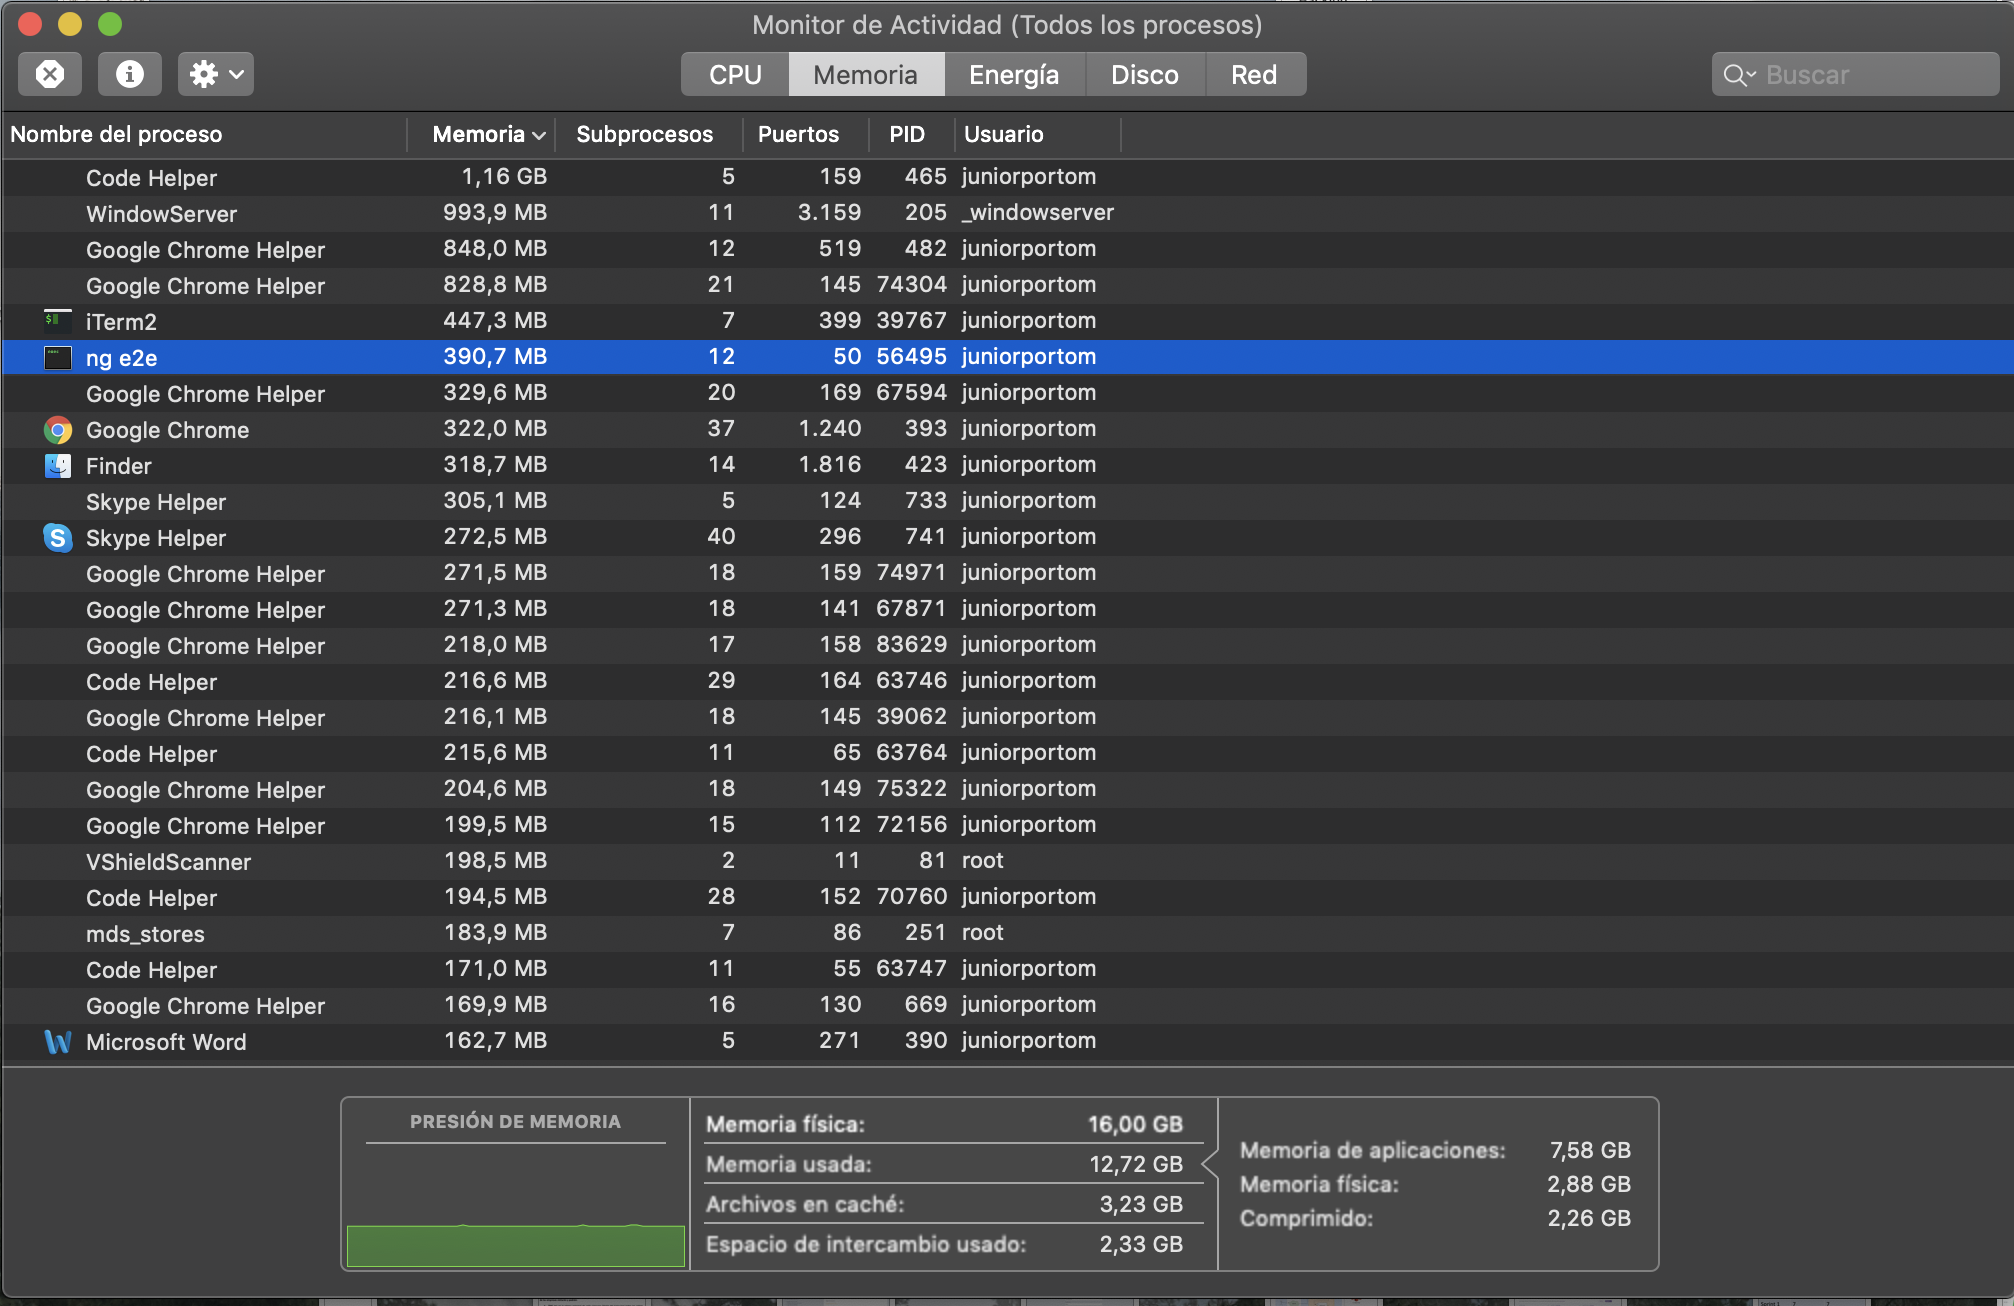 Monitor de Actividad (Todos los procesos)
CPU Memoria Energía Disco Red Buscar
Nombre del proceso Memoria Subprocesos Puertos PID Usuario
Code Helper 1,16 GB 5 159 465 juniorportom
WindowServer 993,9 MB 11 3.159 205 _windowserver
Google Chrome Helper 848,0 MB 12 519 482 juniorportom
Google Chrome Helper 828,8 MB 21 145 74304 juniorportom
iTerm2 447,3 MB 7 399 39767 juniorportom
ng e2e 390,7 MB 12 50 56495 juniorportom
Google Chrome Helper 329,6 MB 20 169 67594 juniorportom
Google Chrome 322,0 MB 37 1.240 393 juniorportom
Finder 318,7 MB 14 1.816 423 juniorportom
Skype Helper 305,1 MB 5 124 733 juniorportom
Skype Helper 272,5 MB 40 296 741 juniorportom
Google Chrome Helper 271,5 MB 18 159 74971 juniorportom
Google Chrome Helper 271,3 MB 18 141 67871 juniorportom
Google Chrome Helper 218,0 MB 17 158 83629 juniorportom
Code Helper 216,6 MB 29 164 63746 juniorportom
Google Chrome Helper 216,1 MB 18 145 39062 juniorportom
Code Helper 215,6 MB 11 65 63764 juniorportom
Google Chrome Helper 204,6 MB 18 149 75322 juniorportom
Google Chrome Helper 199,5 MB 15 112 72156 juniorportom
VShieldScanner 198,5 MB 2 11 81 root
Code Helper 194,5 MB 28 152 70760 juniorportom
mds_stores 183,9 MB 7 86 251 root
Code Helper 171,0 MB 11 55 63747 juniorportom
Google Chrome Helper 169,9 MB 16 130 669 juniorportom
Microsoft Word 162,7 MB 5 271 390 juniorportom
PRESIÓN DE MEMORIA
Memoria física: 16,00 GB
Memoria usada: 12,72 GB
Archivos en caché: 3,23 GB
Espacio de intercambio usado: 2,33 GB
Memoria de aplicaciones: 7,58 GB
Memoria física: 2,88 GB
Comprimido: 2,26 GB